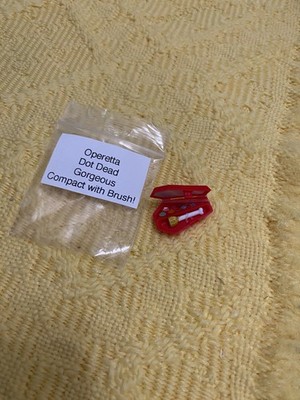 Operetta
Dot Dead
Gorgeous
Compact with Brush!